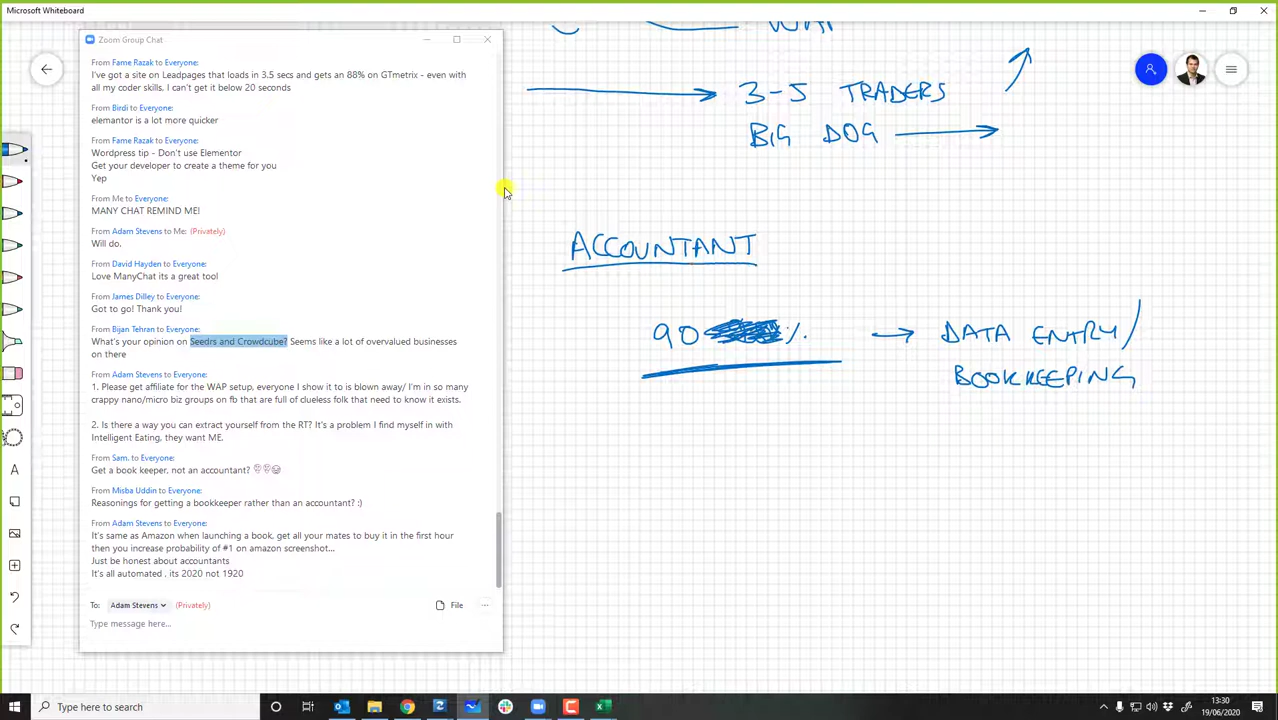 Microsoft Whiteboard
Zoom Group Chat
From Fame Razak to Everyone:
I've got a site on Leadpages that loads in 3.5 secs and gets an 88% on GTmetrix - even with
all my coder skills. I can't get it below 20 seconds
From Birdi to Everyone:
elemantor is a lot more quicker
From Fame Razak to Everyone:
Wordpress tip - Don't use Elementor
Get your developer to create a theme for you
Yep
From Me to Everyone:
MANY CHAT REMIND ME!
From Adam Stevens to Me: (Privately)
Will do.
From David Hayden to Everyone:
Love ManyChat its a great tool!
From James Dilley to Everyone:
Got to go! Thank you!
From Bijan Tehran to Everyone:
What's your opinion on Seedrs and Crowdcube? Seems like a lot of overvalued businesses
on there
From Adam Stevens to Everyone:
1. Please get affiliate for the WAP setup, everyone I show it to is blown away/ I'm in so many
crappy nano/micro biz groups on fb that are full of clueless folk that need to know it exists.
2. Is there a way you can extract yourself from the RT? It's a problem I find myself in with
Intelligent Eating, they want ME.
From Sam. to Everyone:
Get a book keeper, not an accountant?
From Misba Uddin to Everyone:
Reasonings for getting a bookkeeper rather than an accountant? :)
From Adam Stevens to Everyone:
It's same as Amazon when launching a book, get all your mates to buy it in the first hour
then you increase probability of #1 on amazon screenshot...
Just be honest about accountants
It's all automated , its 2020 not 1920
To: Adam Stevens (Privately)
File
Type message here...
3-5 TRADERS
BIG DOG
ACCOUNTANT
90 % → DATA ENTRY/
BOOKKEEPING
Type here to search
13:30
19/06/2020